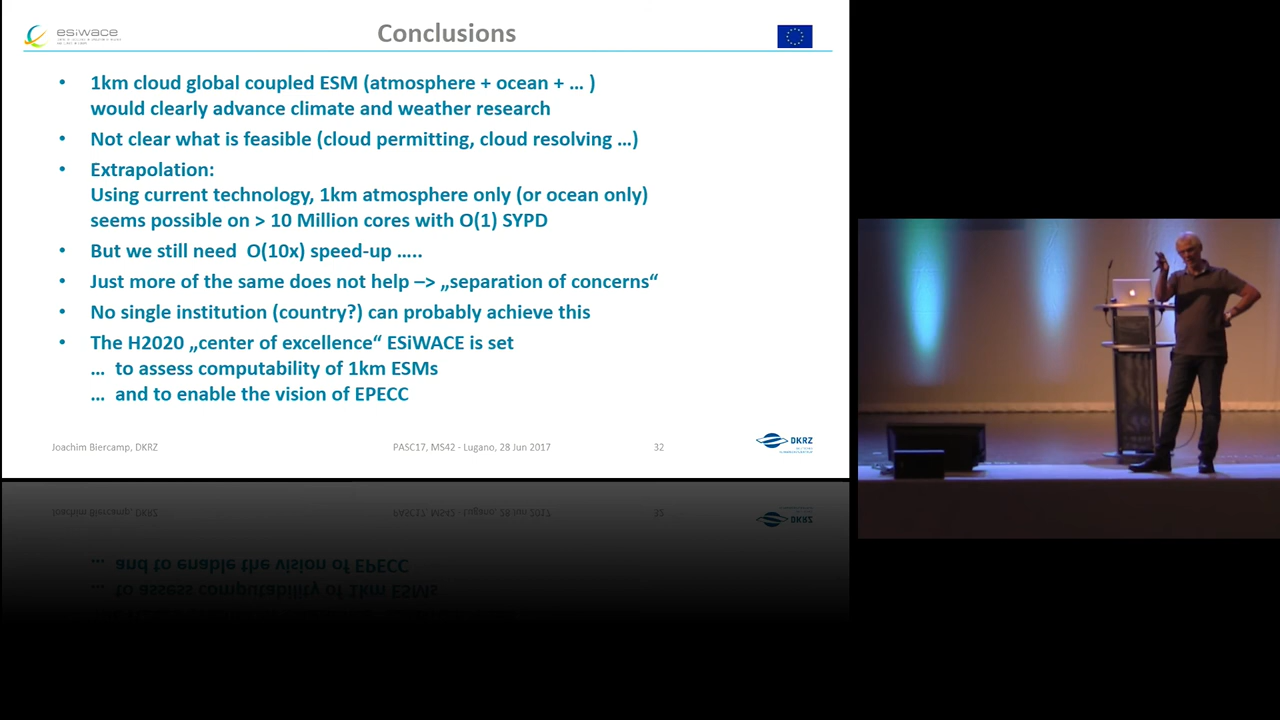 esiwace
Conclusions
• 1km cloud global coupled ESM (atmosphere + ocean + … )
would clearly advance climate and weather research
• Not clear what is feasible (cloud permitting, cloud resolving …)
• Extrapolation:
Using current technology, 1km atmosphere only (or ocean only)
seems possible on > 10 Million cores with O(1) SYPD
• But we still need O(10x) speed-up …..
• Just more of the same does not help –> „separation of concerns“
• No single institution (country?) can probably achieve this
• The H2020 „center of excellence“ ESiWACE is set
… to assess computability of 1km ESMs
… and to enable the vision of EPECC
Joachim Biercamp, DKRZ
PASC17, MS42 - Lugano, 28 Jun 2017
32
DKRZ